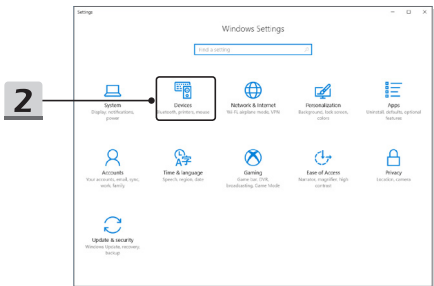 Settings
Windows Settings
Find a setting
2
System
Display, notifications,
power
Devices
Bluetooth, printers, mouse
Network & Internet
Wi-Fi, airplane mode, VPN
Personalization
Background, lock screen,
colors
Apps
Uninstall, defaults, optional
features
Accounts
Your accounts, email, sync,
work, family
Time & language
Speech, region, date
Gaming
Game bar, DVR,
broadcasting, Game Mode
Ease of Access
Narrator, magnifier, high
contrast
Privacy
Location, camera
Update & security
Windows Update, recovery
backup